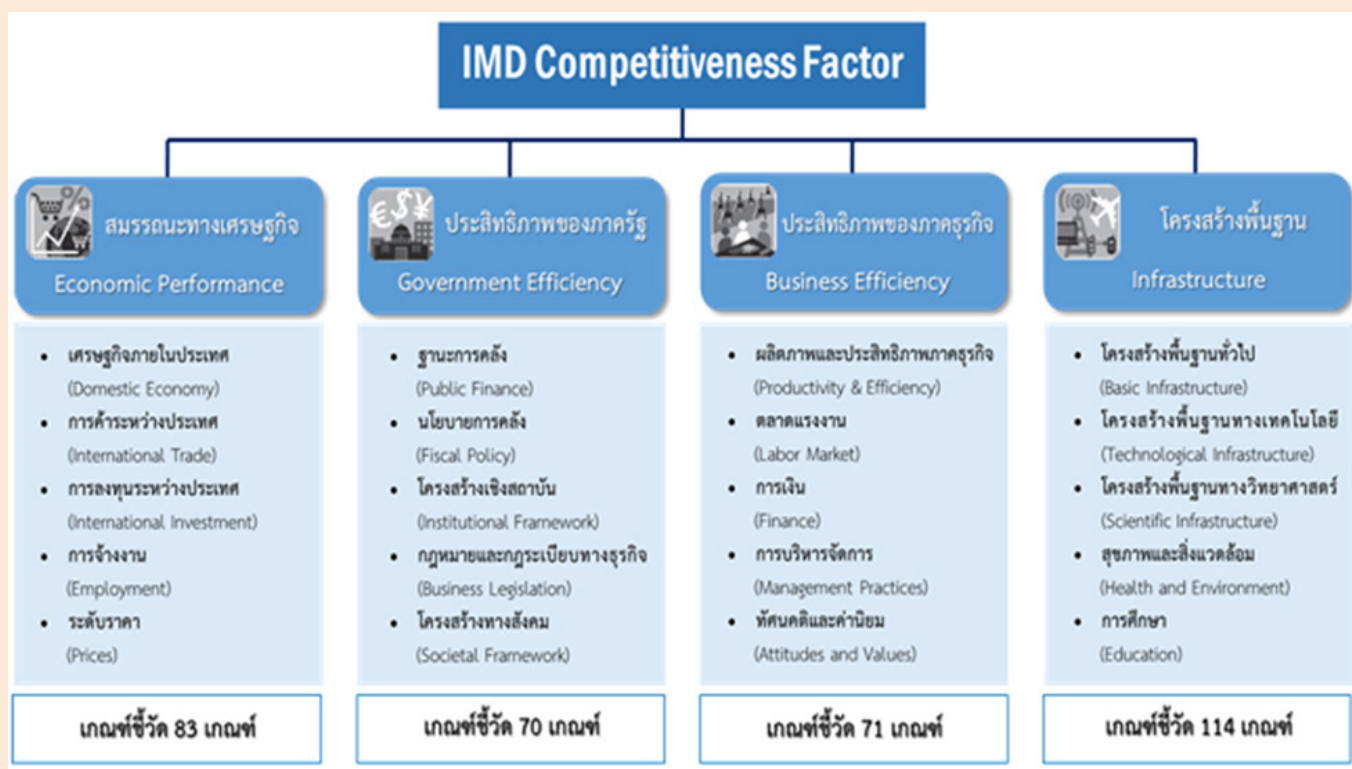 IMD Competitiveness Factor
สมรรถนะทางเศรษฐกิจ
Economic Performance
เศรษฐกิจภายในประเทศ
(Domestic Economy)
การค้าระหว่างประเทศ
(International Trade)
การลงทุนระหว่างประเทศ
(International Investment)
การจ้างงาน
(Employment)
ระดับราคา
(Prices)
เกณฑ์ชี้วัด 83 เกณฑ์
ประสิทธิภาพของภาครัฐ
Government Efficiency
ฐานะการคลัง
(Public Finance)
นโยบายการคลัง
(Fiscal Policy)
โครงสร้างเชิงสถาบัน
(Institutional Framework)
กฎหมายและกฎระเบียบทางธุรกิจ
(Business Legislation)
โครงสร้างทางสังคม
(Societal Framework)
เกณฑ์ชี้วัด 70 เกณฑ์
ประสิทธิภาพของภาคธุรกิจ
Business Efficiency
ผลิตภาพและประสิทธิภาพภาคธุรกิจ
(Productivity & Efficiency)
ตลาดแรงงาน
(Labor Market)
การเงิน
(Finance)
การบริหารจัดการ
(Management Practices)
ทัศนคติและค่านิยม
(Attitudes and Values)
เกณฑ์ชี้วัด 71 เกณฑ์
โครงสร้างพื้นฐาน
Infrastructure
โครงสร้างพื้นฐานทั่วไป
(Basic Infrastructure)
โครงสร้างพื้นฐานทางเทคโนโลยี
(Technological Infrastructure)
โครงสร้างพื้นฐานทางวิทยาศาสตร์
(Scientific Infrastructure)
สุขภาพและสิ่งแวดล้อม
(Health and Environment)
การศึกษา
(Education)
เกณฑ์ชี้วัด 114 เกณฑ์